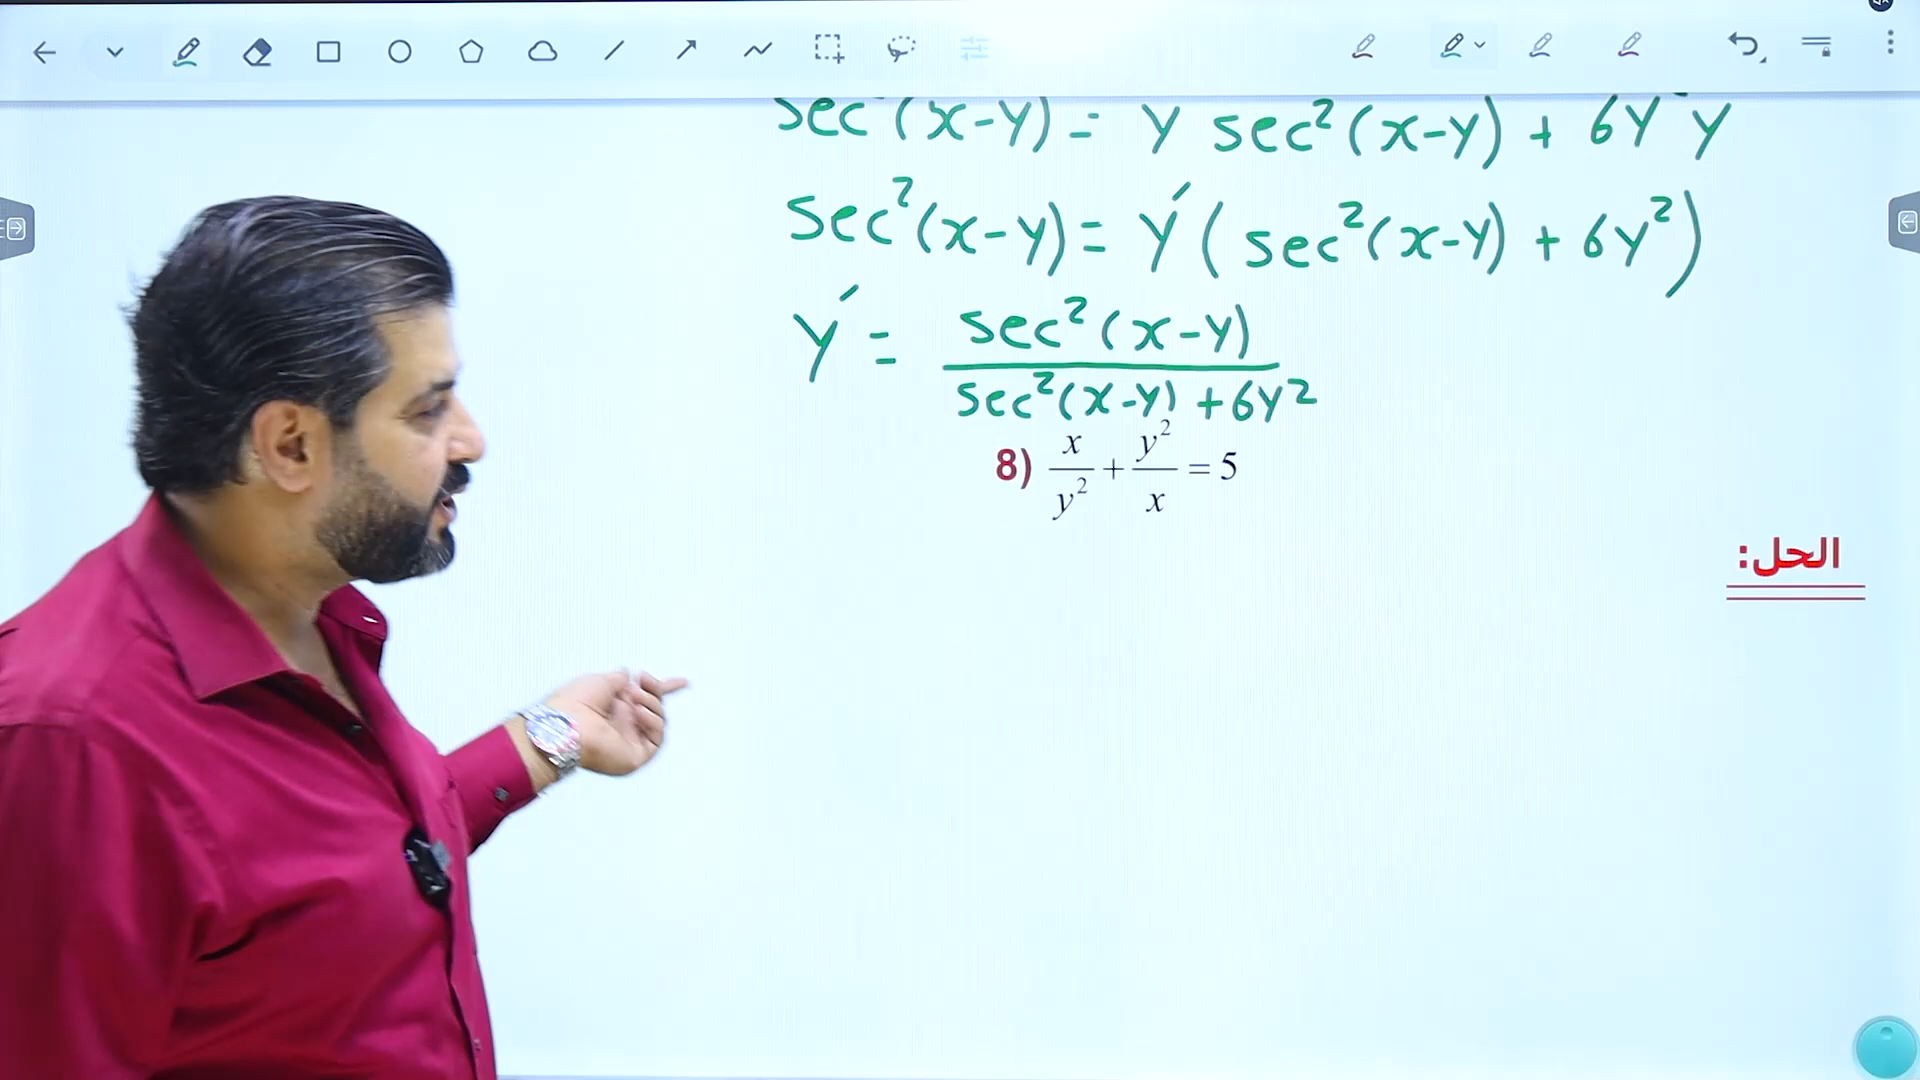 sec²(x-y) = y sec²(x-y) + 6y²y
sec²(x-y) = y′(sec²(x-y) + 6y²)
y′ = sec²(x-y) / sec²(x-y) + 6y²
8) x/y² + y²/x = 5
الحل: